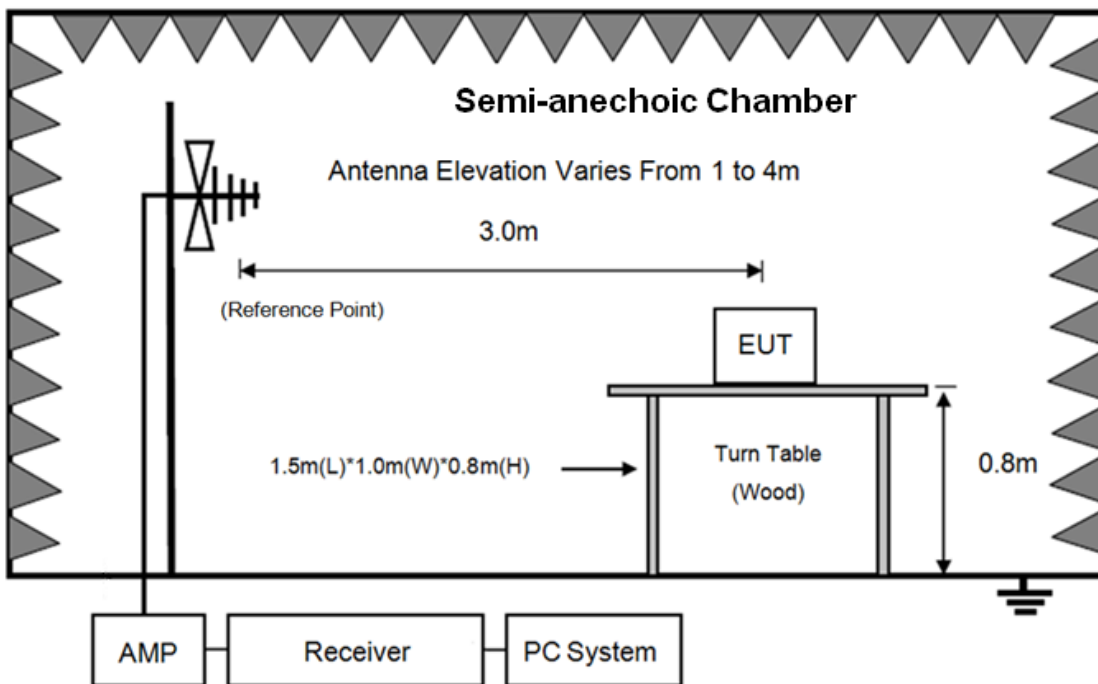 Semi-anechoic Chamber
Antenna Elevation Varies From 1 to 4m
3.0m
(Reference Point)
EUT
1.5m(L)*1.0m(W)*0.8m(H)
Turn Table
(Wood)
0.8m
AMP
Receiver
PC System